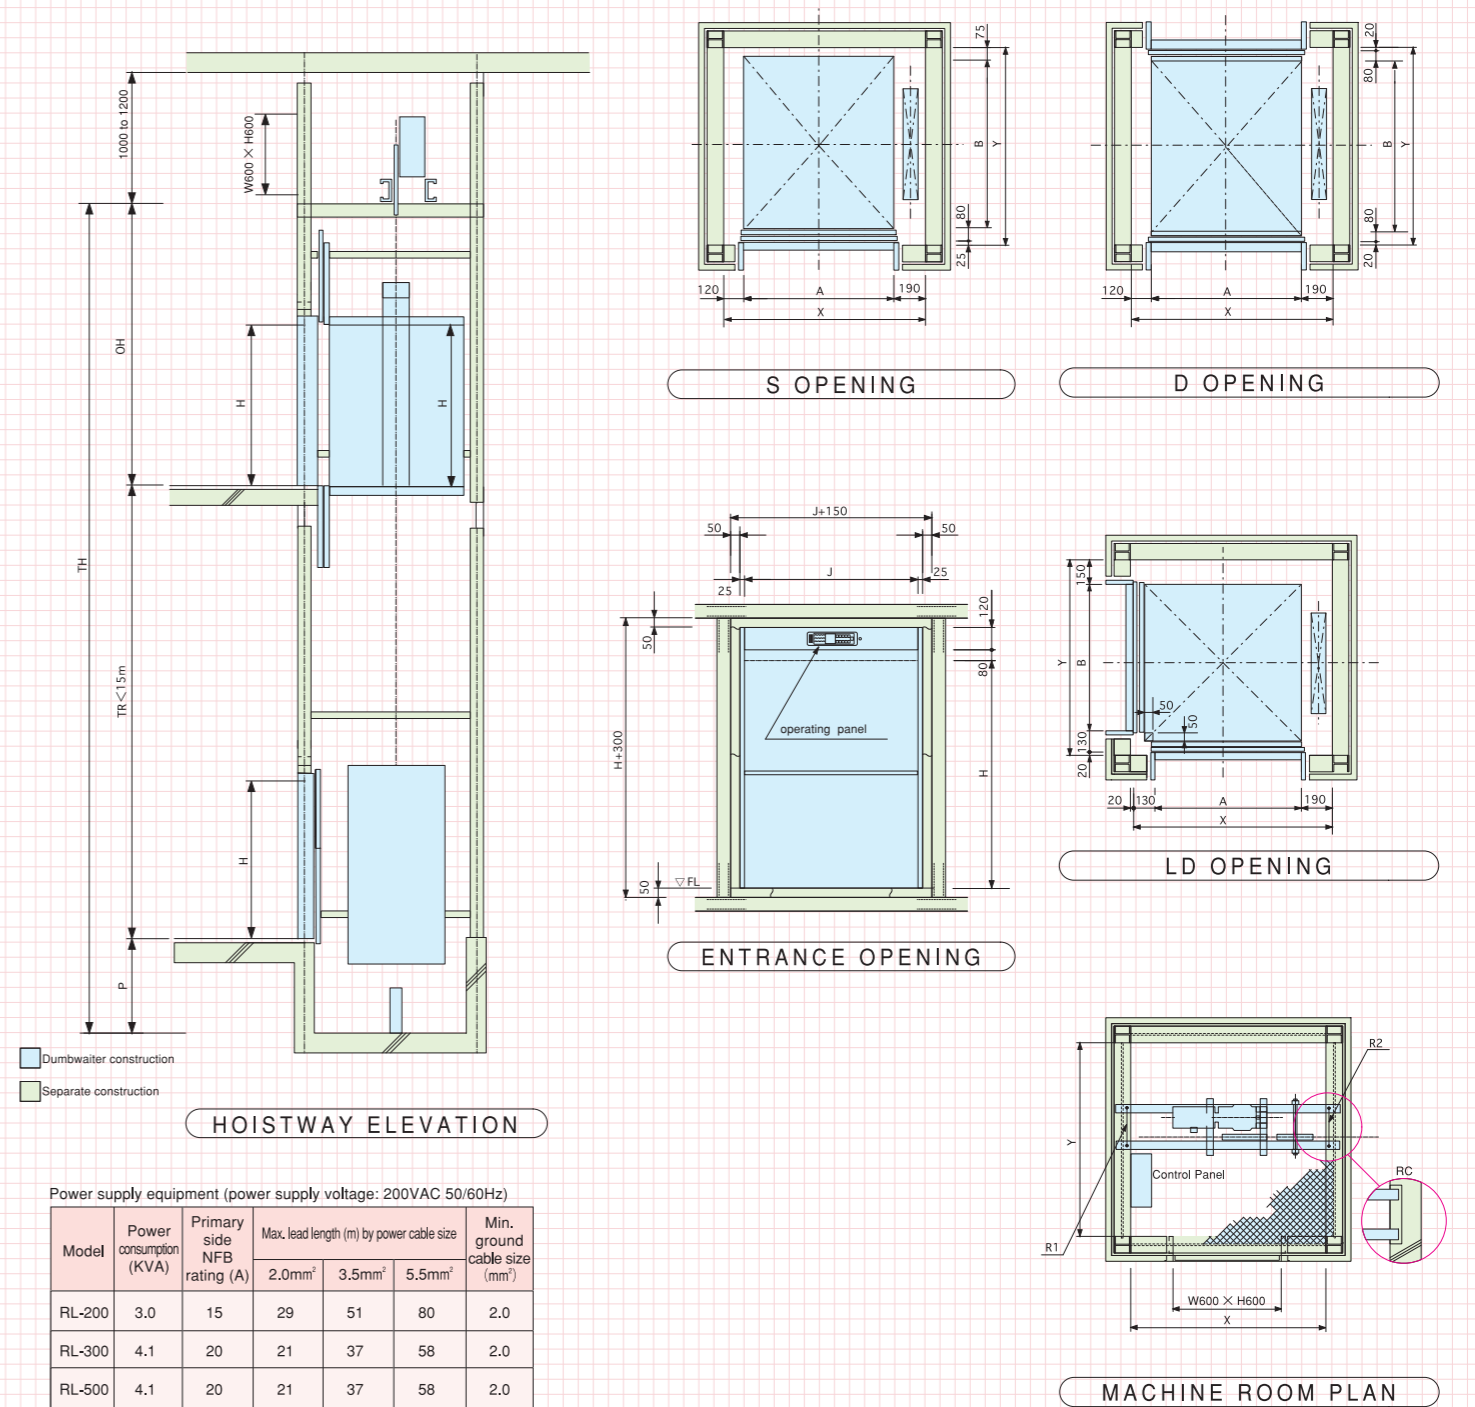 1000 to 1200
W600 × H600
OH
H
H
TH
TR<15m
H
P
Dumbwaiter construction
Separate construction
HOISTWAY ELEVATION
75
B
Y
80
25
120
A
190
X
S OPENING
20
80
B
Y
80
20
120
A
190
X
D OPENING
J+150
50
50
J
25
25
120
50
80
operating panel
H+300
H
50
▽FL
ENTRANCE OPENING
150
Y
B
50
50
130
20
20
130
A
190
X
LD OPENING
R2
Y
Control Panel
RC
R1
W600 × H600
X
MACHINE ROOM PLAN
Power supply equipment (power supply voltage: 200VAC 50/60Hz)
Model
Power
consumption
(KVA)
Primary
side
NFB
rating (A)
Max. lead length (m) by power cable size
2.0mm²
3.5mm²
5.5mm²
Min.
ground
cable size
(mm²)
RL-200 3.0 15 29 51 80 2.0
RL-300 4.1 20 21 37 58 2.0
RL-500 4.1 20 21 37 58 2.0